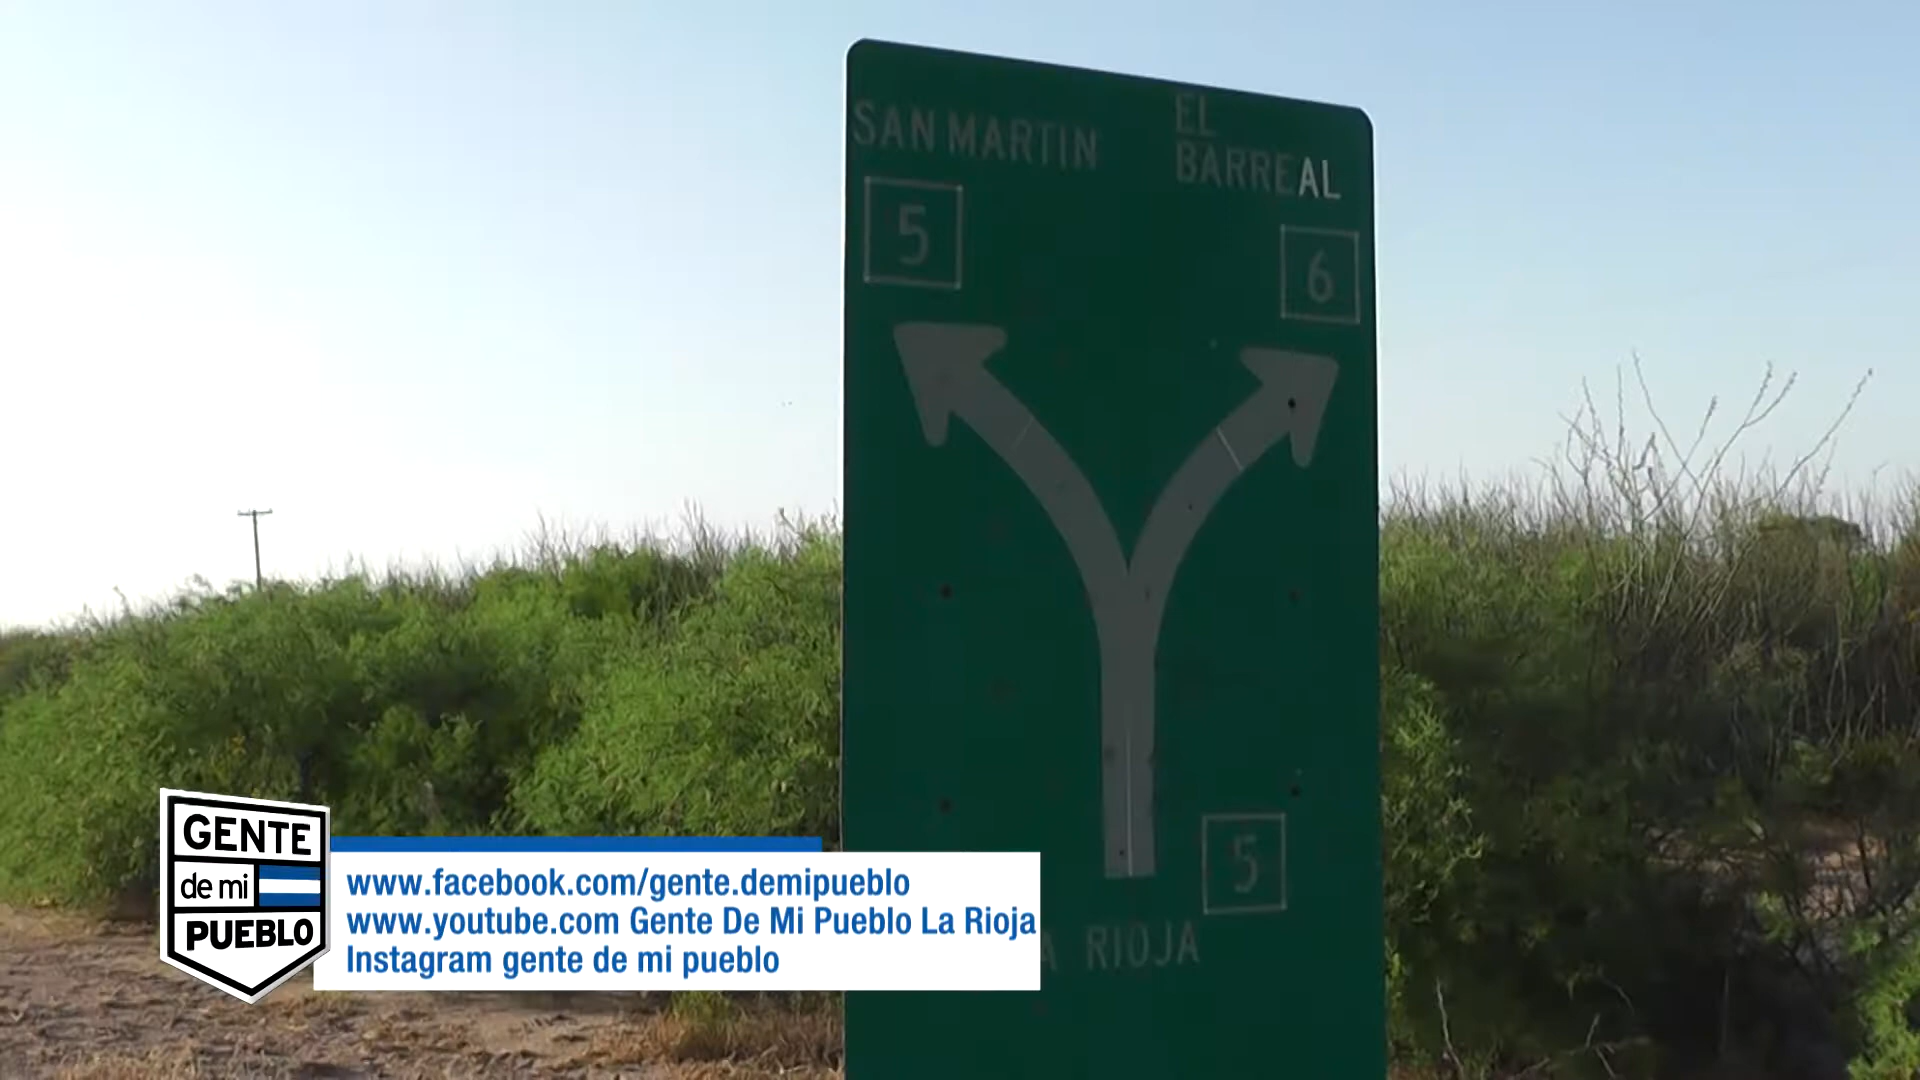 SAN MARTIN
EL
BARREAL
5
6
5
RIOJA
GENTE
de mi
PUEBLO
www.facebook.com/gente.demipueblo
www.youtube.com Gente De Mi Pueblo La Rioja
Instagram gente de mi pueblo